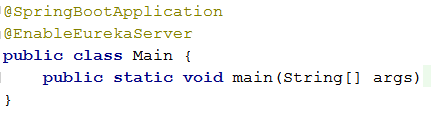 @SpringBootApplication
@EnableEurekaServer
public class Main {
    public static void main(String[] args)
}